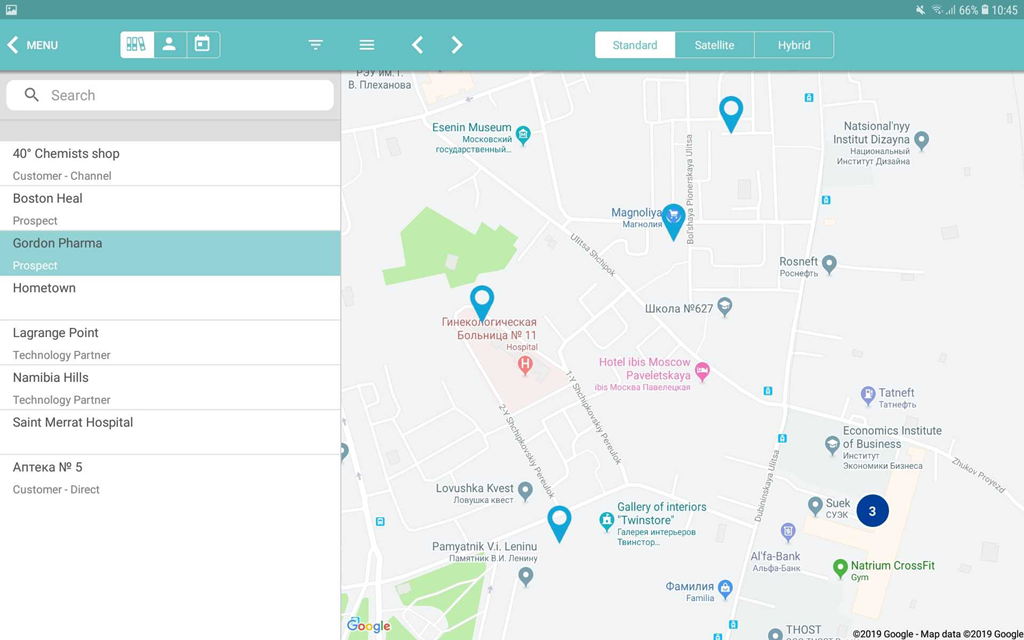 66% 10:45
MENU
Standard
Satellite
Hybrid
Search
40° Chemists shop
Customer - Channel
Boston Heal
Prospect
Gordon Pharma
Prospect
Hometown
Lagrange Point
Technology Partner
Namibia Hills
Technology Partner
Saint Merrat Hospital
Аптека № 5
Customer - Direct
РЭУ им. Г.
В. Плеханова
Esenin Museum
Московский
государственный...
Natsional'nyy
Institut Dizayna
Национальный
Институт Дизайна
Bol'shaya Pionerskaya Ulitsa
Magnoliya
Магнолия
Ulitsa Shchipok
Rosneft
Роснефть
Школа №627
Гинекологическая
Больница № 11
Hospital
H
Hotel ibis Moscow
Paveletskaya
ibis Москва Павелецкая
1-Y Shchipkovskiy Pereulok
2-Y Shchipkovskiy Pereulok
Tatneft
Татнефть
Economics Institute
of Business
Институт
Экономики Бизнеса
Zhukov Proyezd
Dubininskaya Ulitsa
Lovushka Kvest
Ловушка квест
Gallery of interiors
"Twinstore"
Галерея интерьеров
Твинстор...
Suek
СУЭК
3
Pamyatnik V.i. Leninu
Памятник В.И. Ленину
Al'fa-Bank
Альфа-Банк
Natrium CrossFit
Gym
Фамилия
Familia
Google
THOST
©2019 Google - Map data ©2019 Google